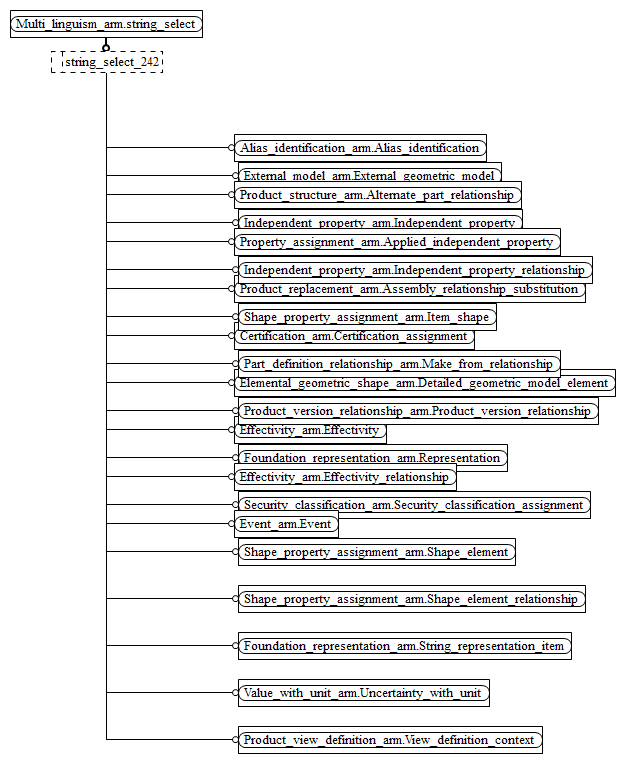 Multi_linguism_arm.string_select
string_select_242
Alias_identification_arm.Alias_identification
External_model_arm.External_geometric_model
Product_structure_arm.Alternate_part_relationship
Independent_property_arm.Independent_property
Property_assignment_arm.Applied_independent_property
Independent_property_arm.Independent_property_relationship
Product_replacement_arm.Assembly_relationship_substitution
Shape_property_assignment_arm.Item_shape
Certification_arm.Certification_assignment
Part_definition_relationship_arm.Make_from_relationship
Elemental_geometric_shape_arm.Detailed_geometric_model_element
Product_version_relationship_arm.Product_version_relationship
Effectivity_arm.Effectivity
Foundation_representation_arm.Representation
Effectivity_arm.Effectivity_relationship
Security_classification_arm.Security_classification_assignment
Event_arm.Event
Shape_property_assignment_arm.Shape_element
Shape_property_assignment_arm.Shape_element_relationship
Foundation_representation_arm.String_representation_item
Value_with_unit_arm.Uncertainty_with_unit
Product_view_definition_arm.View_definition_context